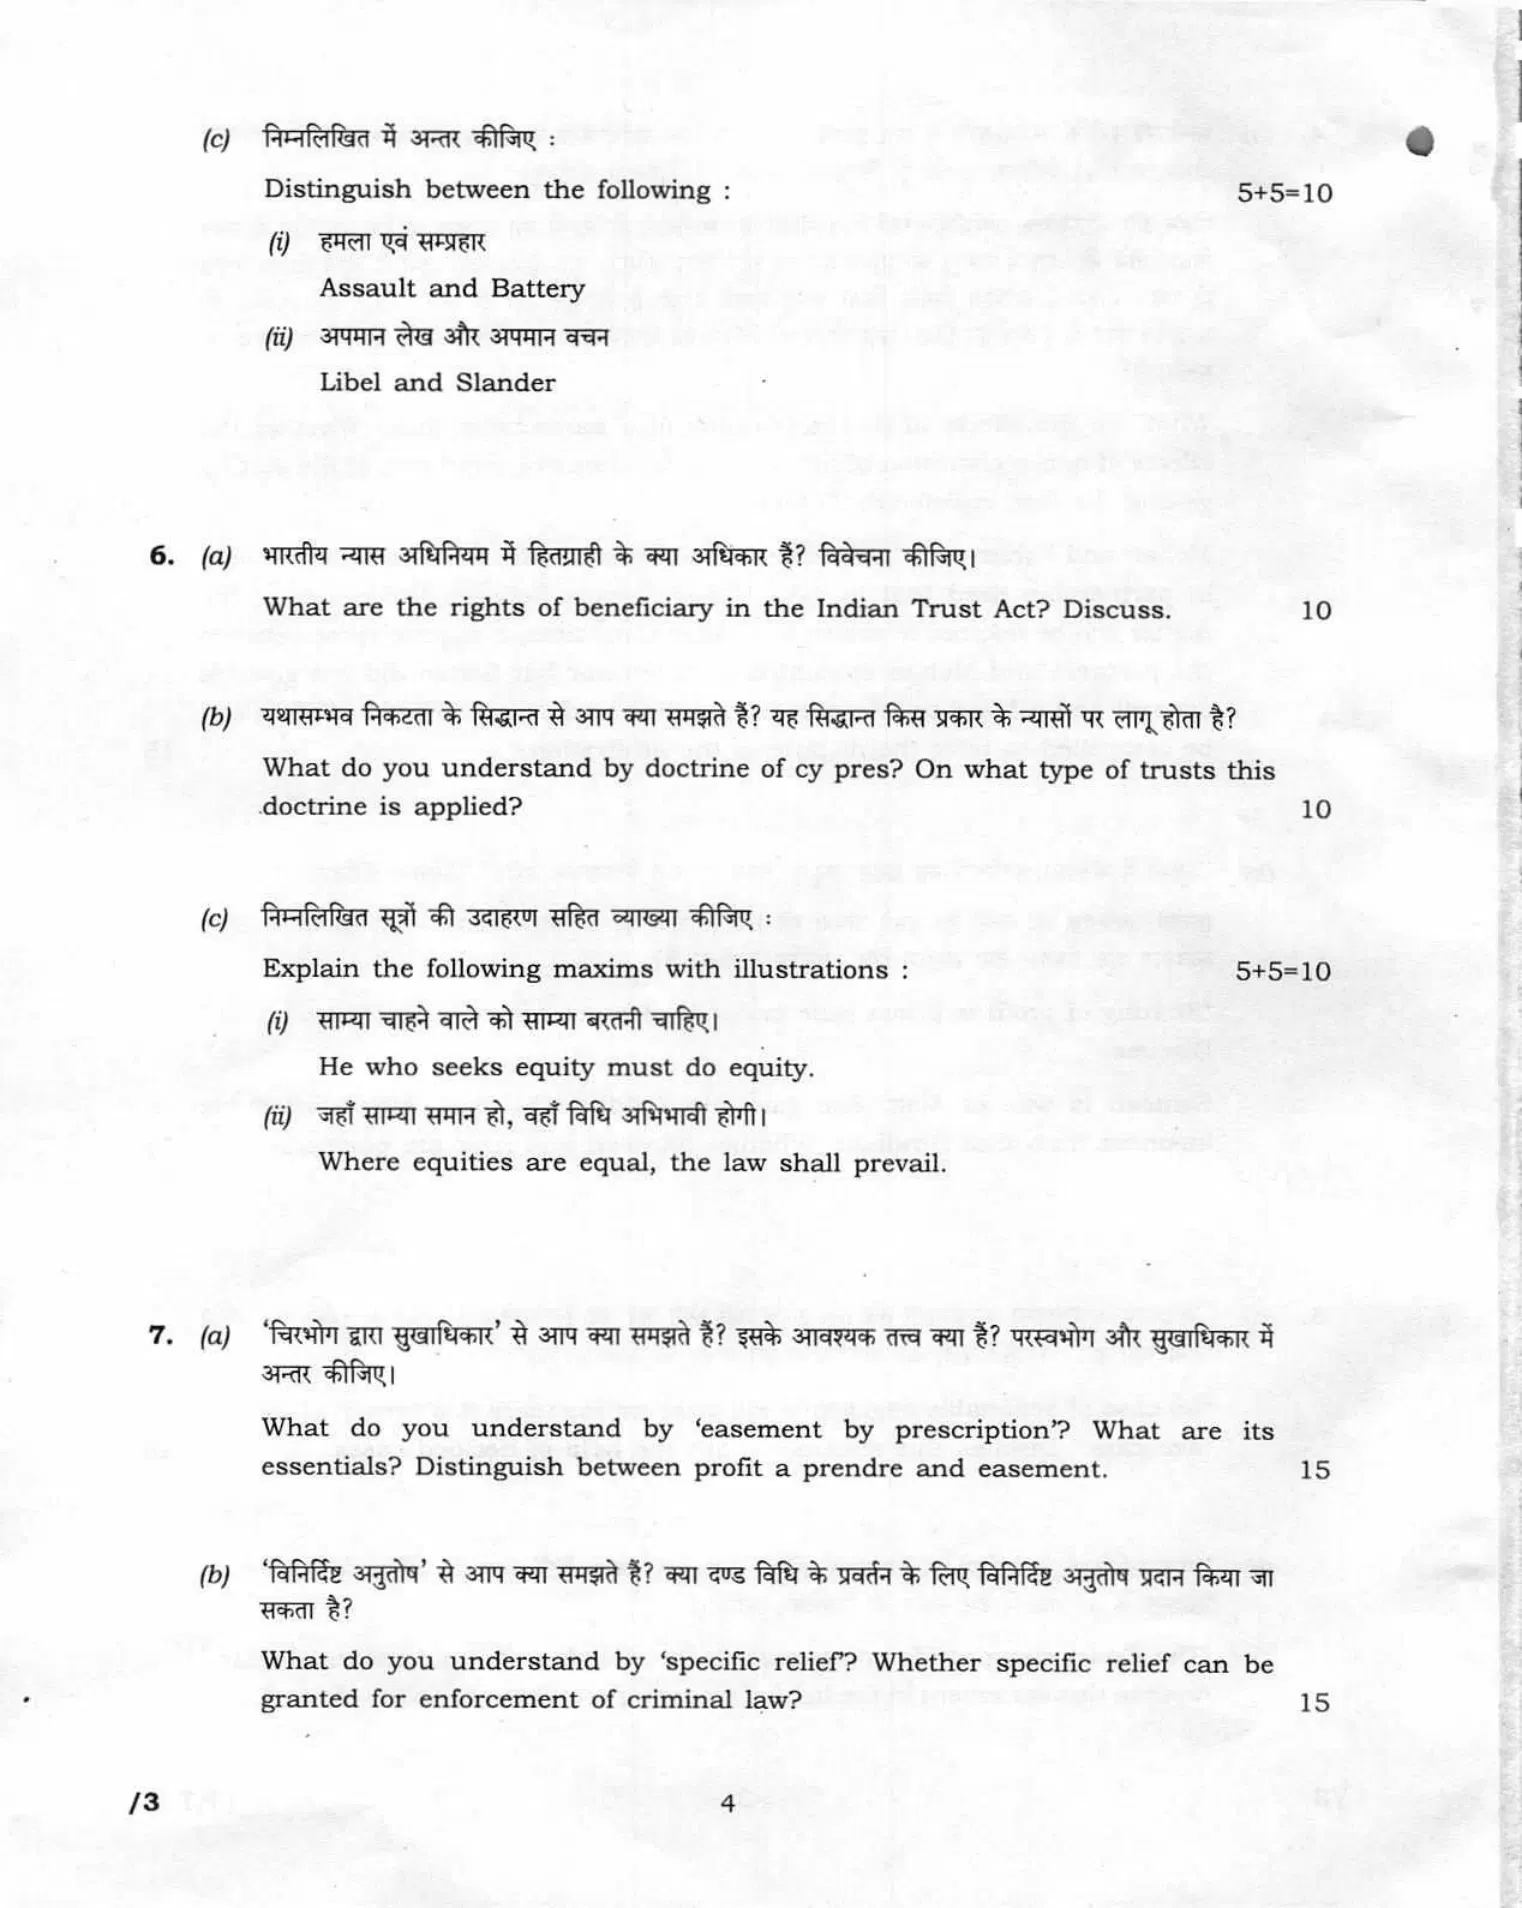 (c) निम्नलिखित में अन्तर कीजिए :
Distinguish between the following : 5+5=10
(i) हमला एवं सम्प्रहार
Assault and Battery
(ii) अपमान लेख और अपमान वचन
Libel and Slander
6. (a) भारतीय न्यास अधिनियम में हितग्राही के क्या अधिकार हैं? विवेचना कीजिए।
What are the rights of beneficiary in the Indian Trust Act? Discuss. 10
(b) यथासम्भव निकटता के सिद्धान्त से आप क्या समझते हैं? यह सिद्धान्त किस प्रकार के न्यासों पर लागू होता है?
What do you understand by doctrine of cy pres? On what type of trusts this
doctrine is applied? 10
(c) निम्नलिखित सूत्रों की उदाहरण सहित व्याख्या कीजिए :
Explain the following maxims with illustrations : 5+5=10
(i) साम्या चाहने वाले को साम्या बरतनी चाहिए।
He who seeks equity must do equity.
(ii) जहाँ साम्या समान हो, वहाँ विधि अभिभावी होगी।
Where equities are equal, the law shall prevail.
7. (a) ‘चिरभोग द्वारा सुखाधिकार’ से आप क्या समझते हैं? इसके आवश्यक तत्त्व क्या हैं? परस्वभोग और सुखाधिकार में
अन्तर कीजिए।
What do you understand by ‘easement by prescription’? What are its
essentials? Distinguish between profit a prendre and easement. 15
(b) ‘विनिर्दिष्ट अनुतोष’ से आप क्या समझते हैं? क्या दण्ड विधि के प्रवर्तन के लिए विनिर्दिष्ट अनुतोष प्रदान किया जा
सकता है?
What do you understand by ‘specific relief’? Whether specific relief can be
granted for enforcement of criminal law? 15
/3 4